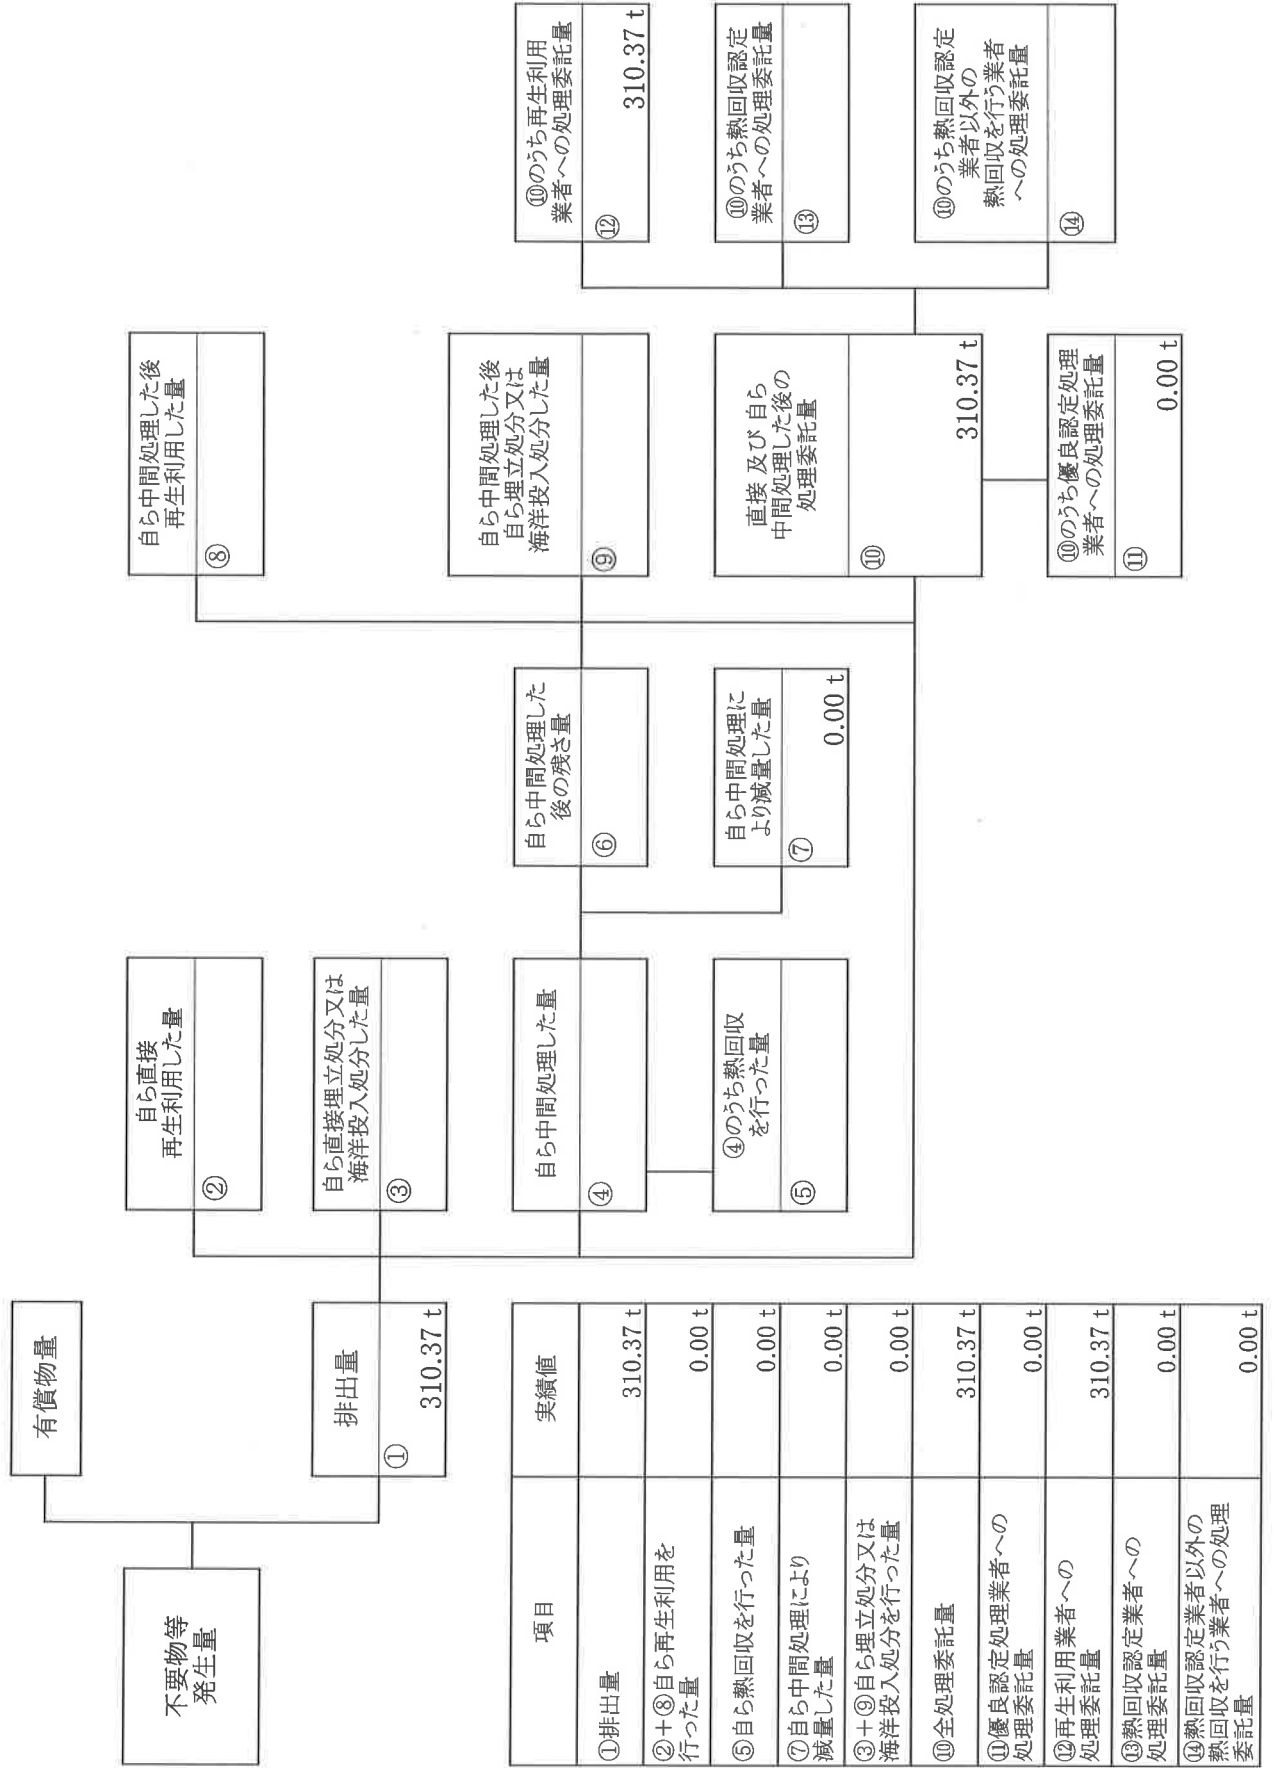 不要物等
発生量
有償物量
排出量
①
310.37 t
自ら直接
再生利用した量
②
自ら直接埋立処分又は
海洋投入処分した量
③
自ら中間処理した量
④
④のうち熱回収
を行った量
⑤
自ら中間処理した
後の残さ量
⑥
自ら中間処理に
より減量した量
⑦
0.00 t
自ら中間処理した後
再生利用した量
⑧
自ら中間処理した後
自ら埋立処分又は
海洋投入処分した量
⑨
直接 及び 自ら
中間処理した後の
処理委託量
⑩
310.37 t
⑩のうち優良認定処理
業者への処理委託量
⑪
0.00 t
⑩のうち再生利用
業者への処理委託量
⑫
310.37 t
⑩のうち熱回収認定
業者への処理委託量
⑬
⑩のうち熱回収認定
業者以外の
熱回収を行う業者
への処理委託量
⑭
項目 実績値
①排出量 310.37 t
②+⑧自ら再生利用を
行った量 0.00 t
⑤自ら熱回収を行った量 0.00 t
⑦自ら中間処理により
減量した量 0.00 t
③+⑨自ら埋立処分又は
海洋投入処分を行った量 0.00 t
⑩全処理委託量 310.37 t
⑪優良認定処理業者への
処理委託量 0.00 t
⑫再生利用業者への
処理委託量 310.37 t
⑬熱回収認定業者への
処理委託量 0.00 t
⑭熱回収認定業者以外の
熱回収を行う業者への処理
委託量 0.00 t